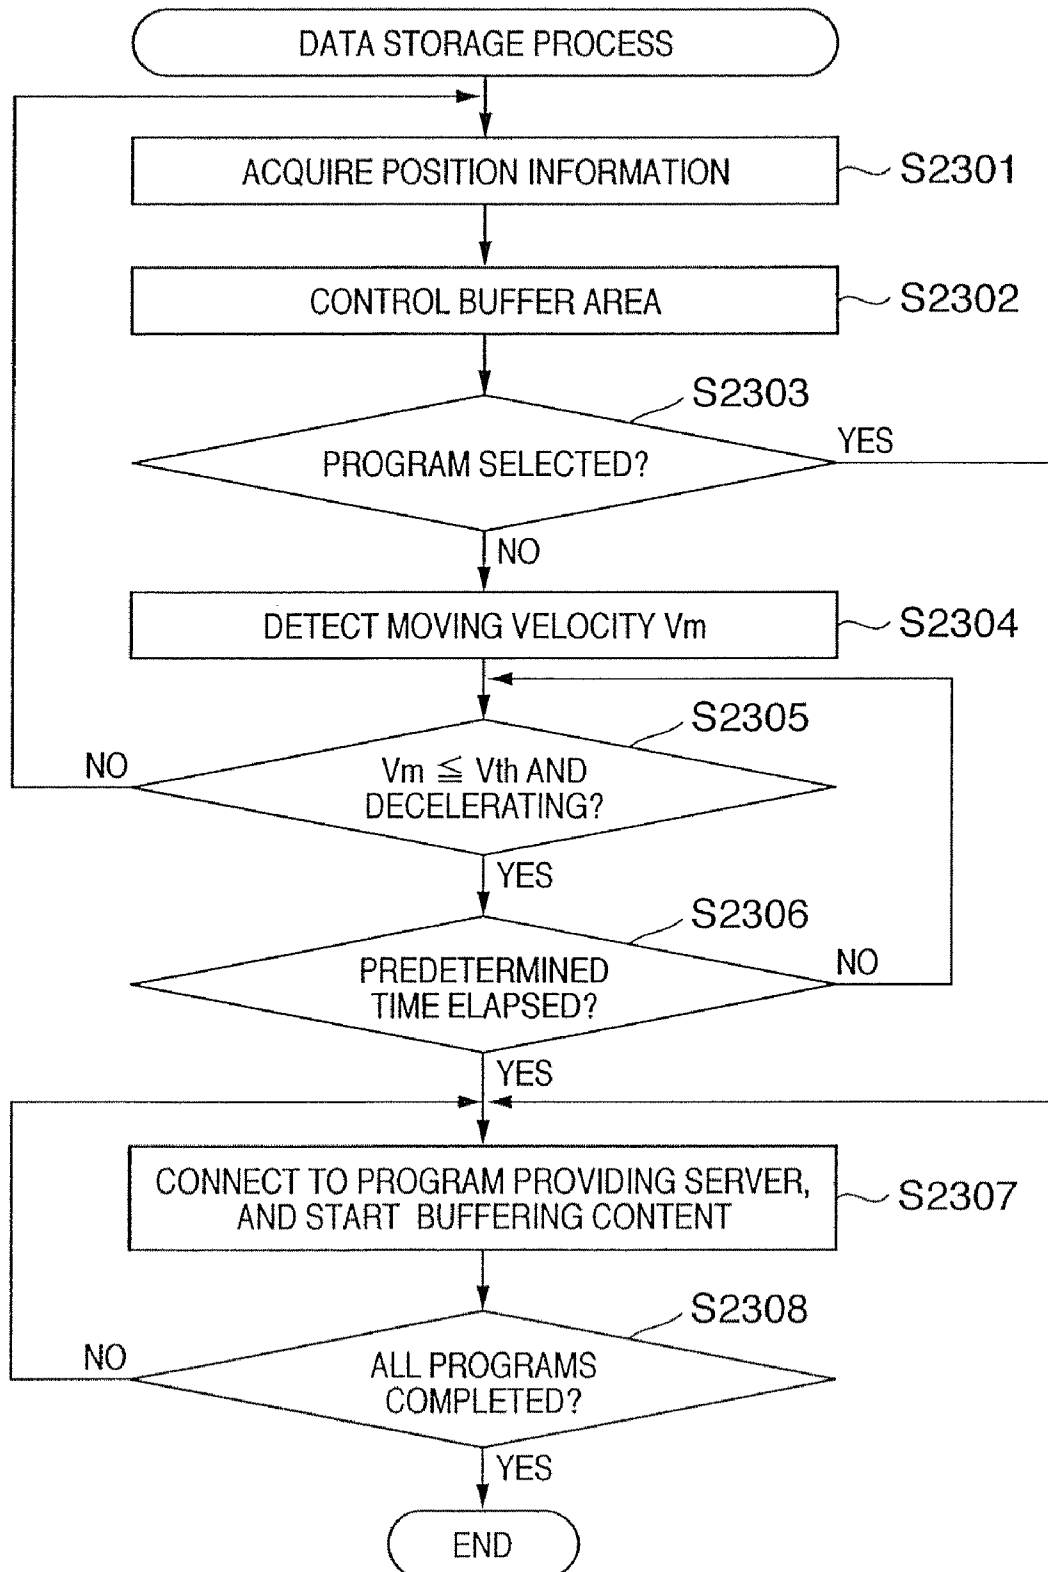 DATA STORAGE PROCESS
ACQUIRE POSITION INFORMATION
S2301
CONTROL BUFFER AREA
S2302
S2303
PROGRAM SELECTED?
YES
NO
DETECT MOVING VELOCITY Vm
S2304
S2305
NO
Vm ≦ Vth AND
DECELERATING?
YES
S2306
PREDETERMINED
TIME ELAPSED?
NO
YES
CONNECT TO PROGRAM PROVIDING SERVER,
AND START BUFFERING CONTENT
S2307
S2308
NO
ALL PROGRAMS
COMPLETED?
YES
END